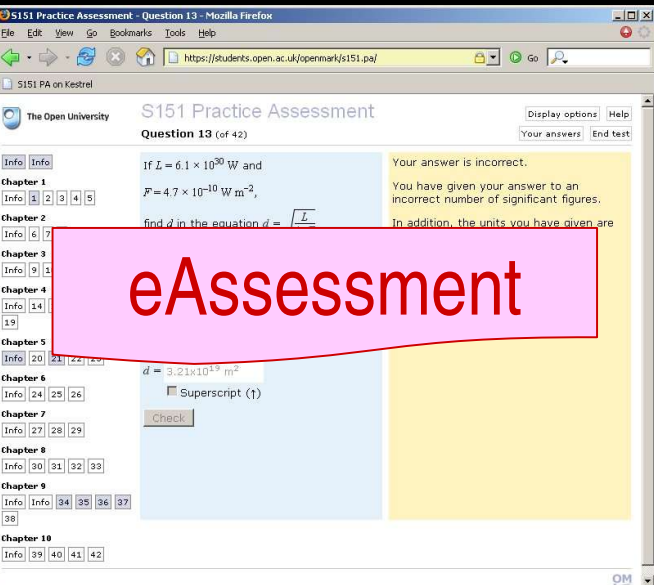 S151 Practice Assessment - Question 13 - Mozilla Firefox
File Edit View Go Bookmarks Tools Help
https://students.open.ac.uk/openmark/s151.pa/
Go
S151 PA on Kestrel
The Open University
S151 Practice Assessment
Question 13 (of 42)
Display options Help
Your answers End test
Info Info
Chapter 1
Info 1 2 3 4 5
Chapter 2
Info 6 7
Chapter 3
Info 9
Chapter 4
Info 14
19
Chapter 5
Info 20 21 22 23
Chapter 6
Info 24 25 26
Chapter 7
Info 27 28 29
Chapter 8
Info 30 31 32 33
Chapter 9
Info Info 34 35 36 37
38
Chapter 10
Info 39 40 41 42
If L = 6.1 × 10³⁰ W and
F = 4.7 × 10⁻¹⁰ W m⁻²,
find d in the equation d = √L
d = 3.21x10¹⁹ m²
Superscript (↑)
Check
Your answer is incorrect.
You have given your answer to an
incorrect number of significant figures.
In addition, the units you have given are
eAssessment
OM